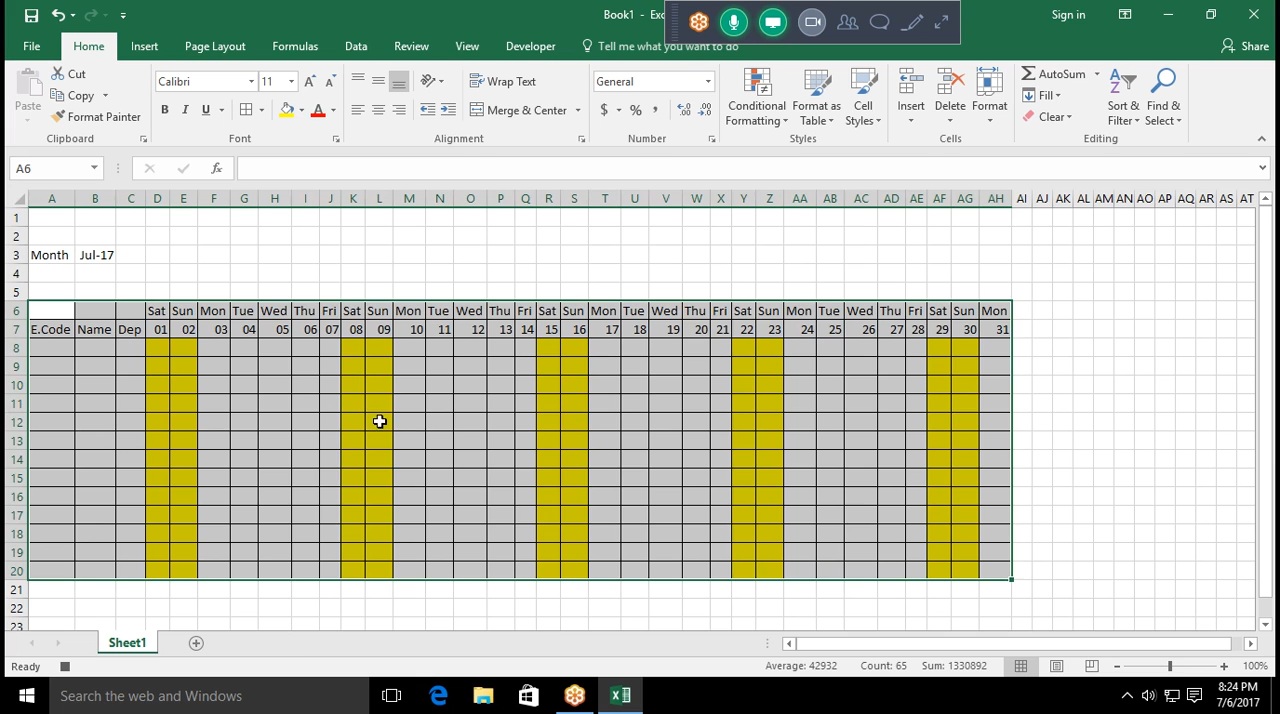 Book1 - Exc
Sign in
File Home Insert Page Layout Formulas Data Review View Developer Tell me what you want to do Share
Paste Cut Copy Format Painter Clipboard
Calibri 11 A A B I U A Font
Wrap Text Merge & Center Alignment
General $ % , Number
Conditional Formatting Format as Table Cell Styles Styles
Insert Delete Format Cells
AutoSum Fill Clear Sort & Filter Find & Select Editing
A6 fx
A B C D E F G H I J K L M N O P Q R S T U V W X Y Z AA AB AC AD AE AF AG AH AI AJ AK AL AM AN AO AP AQ AR AS AT
1
2
3 Month Jul-17
4
5
6 Sat Sun Mon Tue Wed Thu Fri Sat Sun Mon Tue Wed Thu Fri Sat Sun Mon Tue Wed Thu Fri Sat Sun Mon Tue Wed Thu Fri Sat Sun Mon
7 E.Code Name Dep 01 02 03 04 05 06 07 08 09 10 11 12 13 14 15 16 17 18 19 20 21 22 23 24 25 26 27 28 29 30 31
8
9
10
11
12
13
14
15
16
17
18
19
20
21
22
23
Sheet1
Ready Average: 42932 Count: 65 Sum: 1330892 100%
Search the web and Windows
8:24 PM
7/6/2017